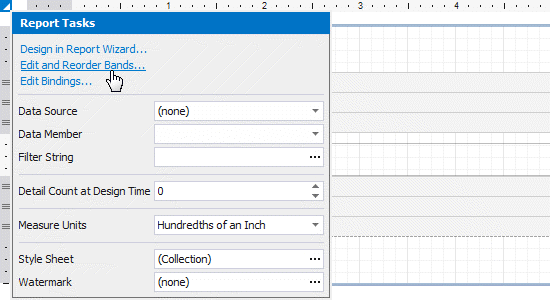 1 2 3 4
Report Tasks
Design in Report Wizard...
Edit and Reorder Bands...
Edit Bindings...
Data Source (none)
Data Member
Filter String ...
Detail Count at Design Time 0
Measure Units Hundredths of an Inch
Style Sheet (Collection) ...
Watermark (none) ...